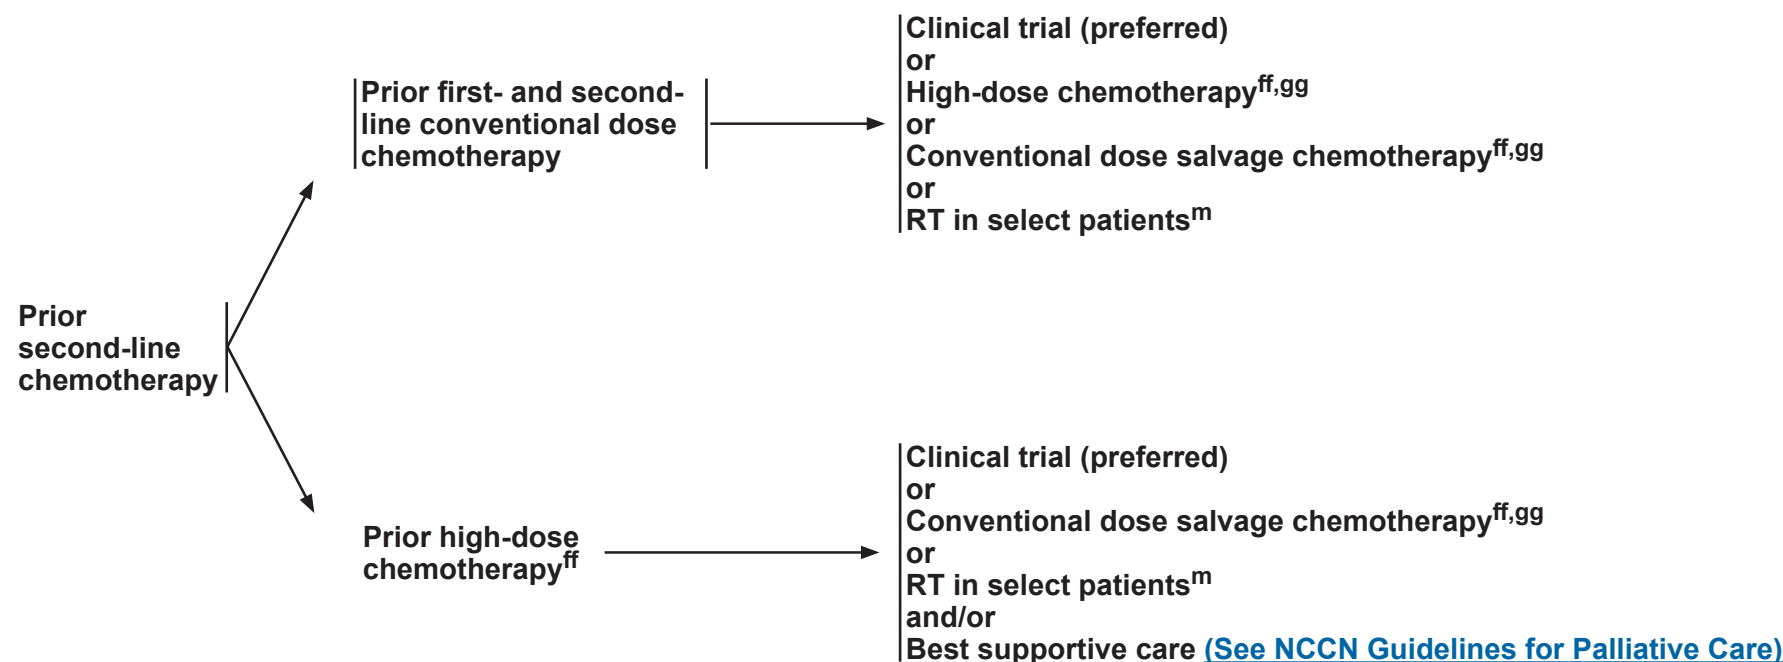 Prior
second-line
chemotherapy
Prior first- and second-
line conventional dose
chemotherapy
Clinical trial (preferred)
or
High-dose chemotherapyff,gg
or
Conventional dose salvage chemotherapyff,gg
or
RT in select patientsm
Prior high-dose
chemotherapyff
Clinical trial (preferred)
or
Conventional dose salvage chemotherapyff,gg
or
RT in select patientsm
and/or
Best supportive care (See NCCN Guidelines for Palliative Care)